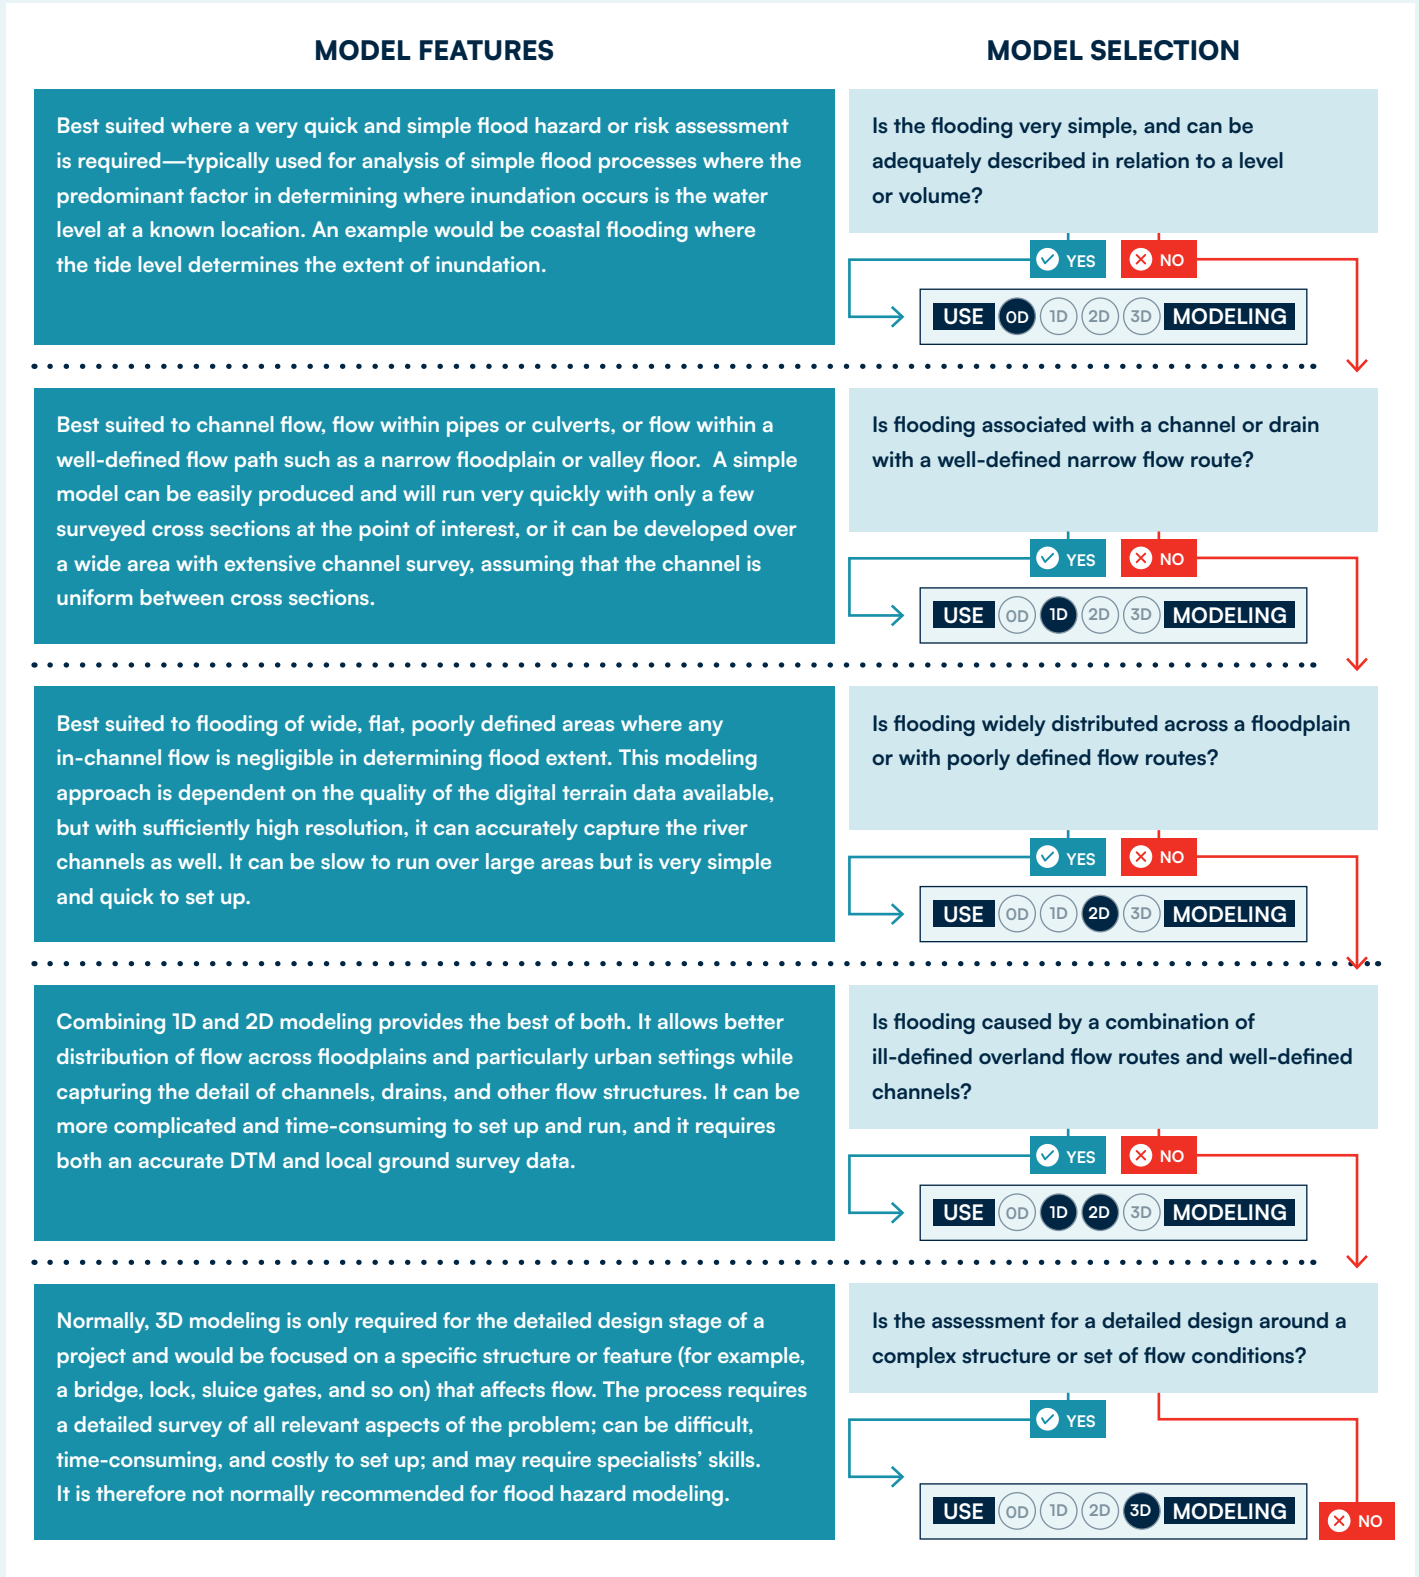 MODEL FEATURES
MODEL SELECTION
Best suited where a very quick and simple flood hazard or risk assessment
is required—typically used for analysis of simple flood processes where the
predominant factor in determining where inundation occurs is the water
level at a known location. An example would be coastal flooding where
the tide level determines the extent of inundation.
Is the flooding very simple, and can be
adequately described in relation to a level
or volume?
YES
NO
USE 0D 1D 2D 3D MODELING
Best suited to channel flow, flow within pipes or culverts, or flow within a
well-defined flow path such as a narrow floodplain or valley floor.  A simple
model can be easily produced and will run very quickly with only a few
surveyed cross sections at the point of interest, or it can be developed over
a wide area with extensive channel survey, assuming that the channel is
uniform between cross sections.
Is flooding associated with a channel or drain
with a well-defined narrow flow route?
YES
NO
USE 0D 1D 2D 3D MODELING
Best suited to flooding of wide, flat, poorly defined areas where any
in-channel flow is negligible in determining flood extent. This modeling
approach is dependent on the quality of the digital terrain data available,
but with sufficiently high resolution, it can accurately capture the river
channels as well. It can be slow to run over large areas but is very simple
and quick to set up.
Is flooding widely distributed across a floodplain
or with poorly defined flow routes?
YES
NO
USE 0D 1D 2D 3D MODELING
Combining 1D and 2D modeling provides the best of both. It allows better
distribution of flow across floodplains and particularly urban settings while
capturing the detail of channels, drains, and other flow structures. It can be
more complicated and time-consuming to set up and run, and it requires
both an accurate DTM and local ground survey data.
Is flooding caused by a combination of
ill-defined overland flow routes and well-defined
channels?
YES
NO
USE 0D 1D 2D 3D MODELING
Normally, 3D modeling is only required for the detailed design stage of a
project and would be focused on a specific structure or feature (for example,
a bridge, lock, sluice gates, and so on) that affects flow. The process requires
a detailed survey of all relevant aspects of the problem; can be difficult,
time-consuming, and costly to set up; and may require specialists’ skills.
It is therefore not normally recommended for flood hazard modeling.
Is the assessment for a detailed design around a
complex structure or set of flow conditions?
YES
USE 0D 1D 2D 3D MODELING
NO